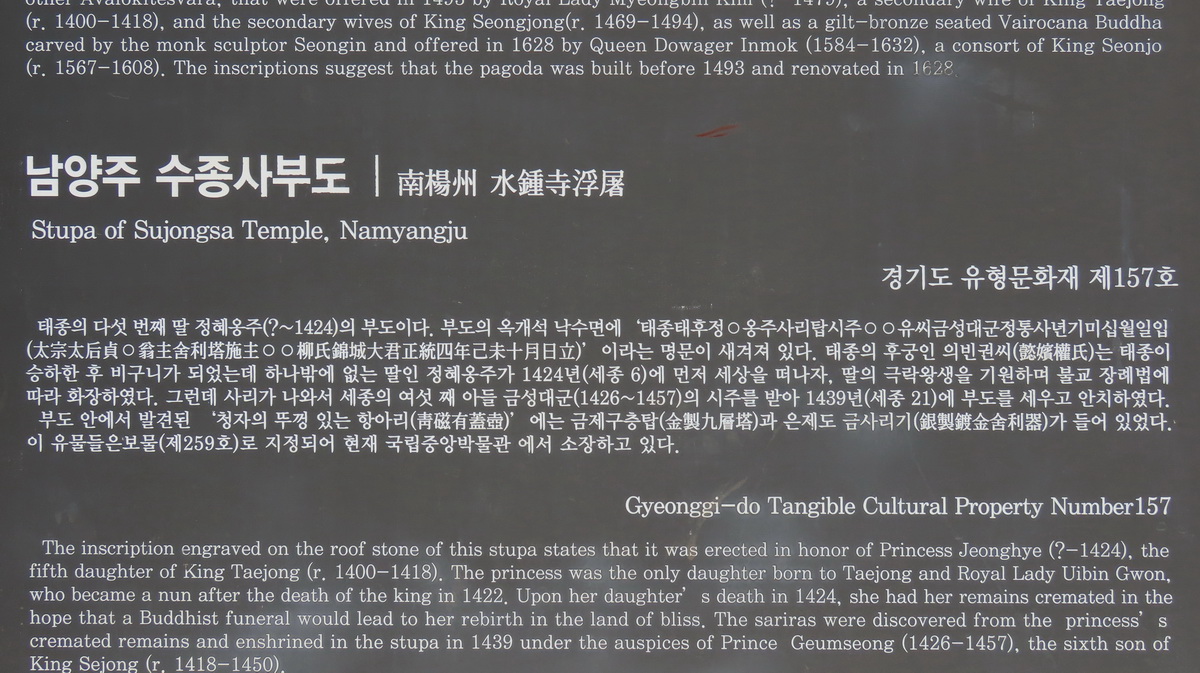 other Avalokitesvara, that were offered in 1493 by Royal Lady Myeongbin Kim (?-1479), a secondary wife of King Taejong
(r. 1400-1418), and the secondary wives of King Seongjong(r. 1469-1494), as well as a gilt-bronze seated Vairocana Buddha
carved by the monk sculptor Seongin and offered in 1628 by Queen Dowager Inmok (1584-1632), a consort of King Seonjo
(r. 1567-1608). The inscriptions suggest that the pagoda was built before 1493 and renovated in 1628.
남양주 수종사부도 | 南楊州 水鍾寺浮屠
Stupa of Sujongsa Temple, Namyangju
경기도 유형문화재 제157호
태종의 다섯 번째 딸 정혜옹주(?~1424)의 부도이다. 부도의 옥개석 낙수면에 ‘태종태후정○옹주사리탑시주○○유씨금성대군정통사년기미십월일입
(太宗太后貞○翁主舍利塔施主○○柳氏錦城大君正統四年己未十月日立)’ 이라는 명문이 새겨져 있다. 태종의 후궁인 의빈권씨(懿嬪權氏)는 태종이
승하한 후 비구니가 되었는데 하나밖에 없는 딸인 정혜옹주가 1424년(세종 6)에 먼저 세상을 떠나자, 딸의 극락왕생을 기원하며 불교 장례법에
따라 화장하였다. 그런데 사리가 나와서 세종의 여섯 째 아들 금성대군(1426~1457)의 시주를 받아 1439년(세종 21)에 부도를 세우고 안치하였다.
부도 안에서 발견된 ‘청자의 뚜껑 있는 항아리(靑磁有蓋壺)’ 에는 금제구층탑(金製九層塔)과 은제도 금사리기(銀製鍍金舍利器)가 들어 있었다.
이 유물들은보물(제259호)로 지정되어 현재 국립중앙박물관 에서 소장하고 있다.
Gyeonggi-do Tangible Cultural Property Number157
The inscription engraved on the roof stone of this stupa states that it was erected in honor of Princess Jeonghye (?-1424), the
fifth daughter of King Taejong (r. 1400-1418). The princess was the only daughter born to Taejong and Royal Lady Uibin Gwon,
who became a nun after the death of the king in 1422. Upon her daughter’ s death in 1424, she had her remains cremated in the
hope that a Buddhist funeral would lead to her rebirth in the land of bliss. The sariras were discovered from the princess’ s
cremated remains and enshrined in the stupa in 1439 under the auspices of Prince Geumseong (1426-1457), the sixth son of
King Sejong (r. 1418-1450).